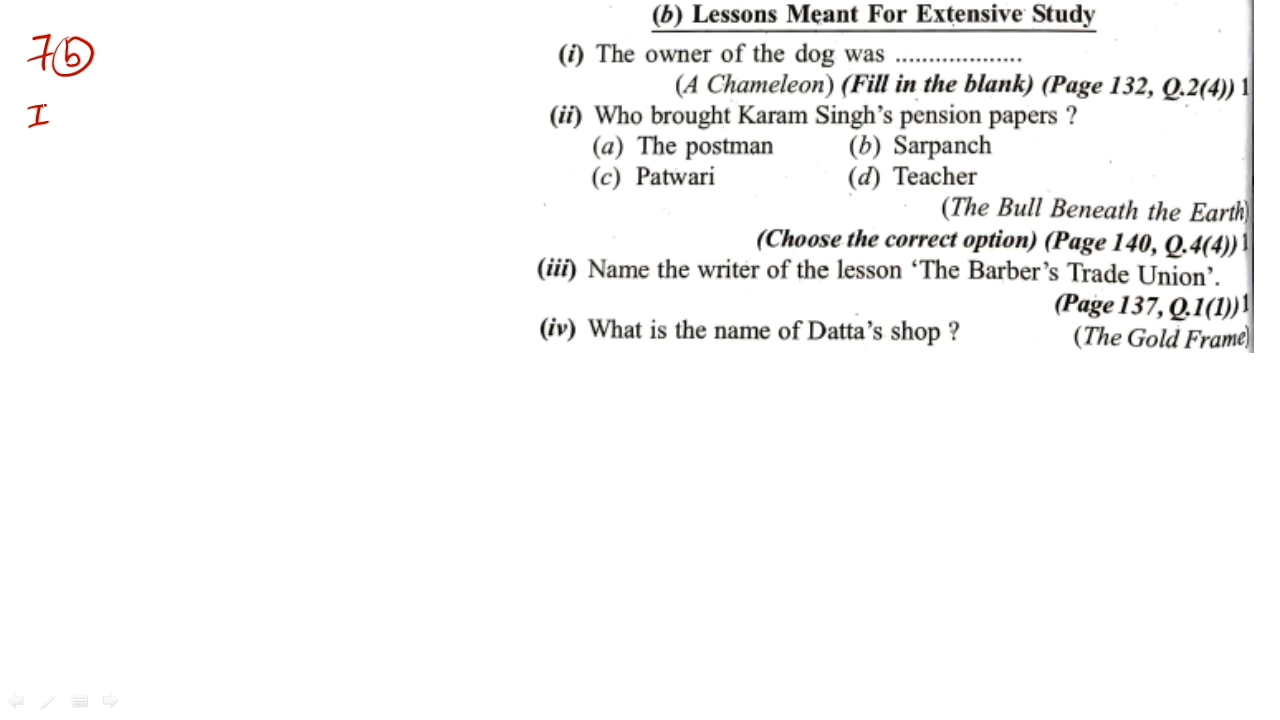 7(b)
I
(b) Lessons Meant For Extensive Study
(i) The owner of the dog was ...................
(A Chameleon) (Fill in the blank) (Page 132, Q.2(4)) 1
(ii) Who brought Karam Singh's pension papers ?
(a) The postman (b) Sarpanch
(c) Patwari (d) Teacher
(The Bull Beneath the Earth)
(Choose the correct option) (Page 140, Q.4(4)) 1
(iii) Name the writer of the lesson ‘The Barber’s Trade Union’.
(Page 137, Q.1(1)) 1
(iv) What is the name of Datta’s shop ? (The Gold Frame)